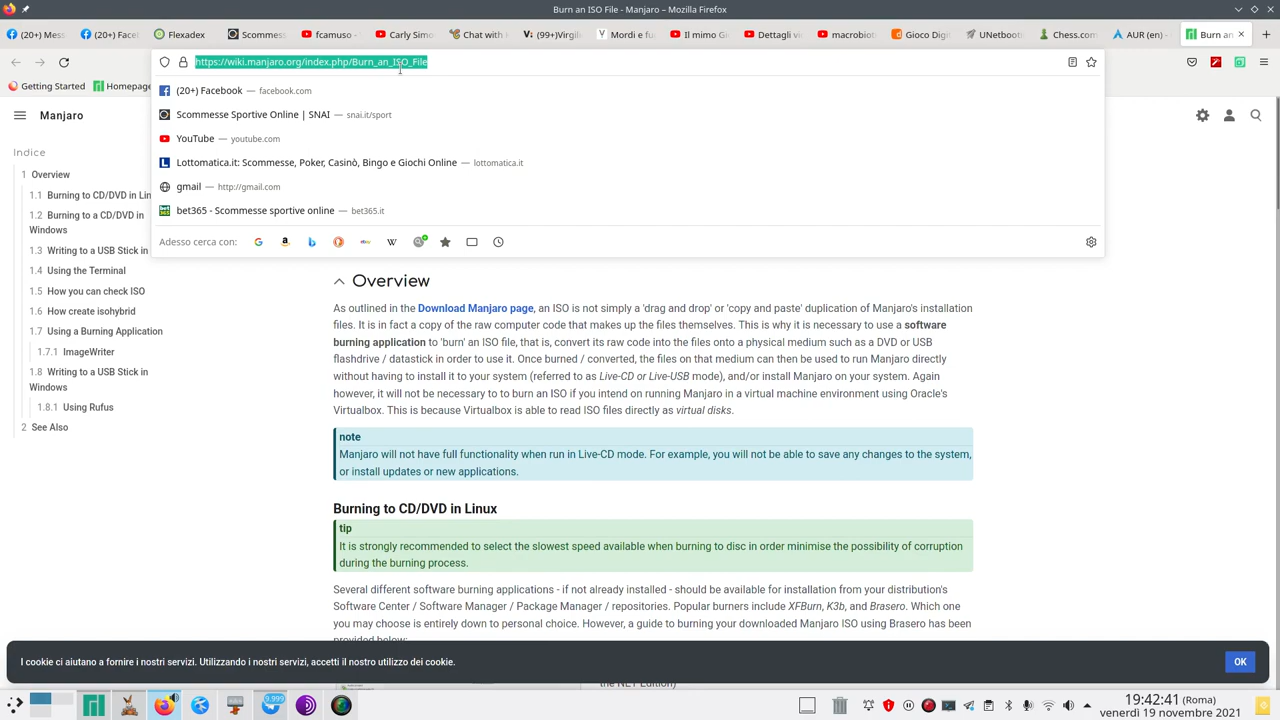 Burn an ISO File - Manjaro — Mozilla Firefox
(20+) Mess
(20+) Face
Flexadex
Scommess
fcamuso -
Carly Simo
Chat with
(99+)Virgil
Mordi e fu
Il mimo G
Dettagli vi
macrobiot
Gioco Digi
UNetboot
Chess.com
AUR (en) -
Burn an
https://wiki.manjaro.org/index.php/Burn_an_ISO_File
Getting Started
Homepage
(20+) Facebook — facebook.com
Scommesse Sportive Online | SNAI — snai.it/sport
YouTube — youtube.com
Lottomatica.it: Scommesse, Poker, Casinò, Bingo e Giochi Online — lottomatica.it
gmail — http://gmail.com
bet365 - Scommesse sportive online — bet365.it
Adesso cerca con:
Manjaro
Indice
1 Overview
1.1 Burning to CD/DVD in Lin
1.2 Burning to a CD/DVD in
Windows
1.3 Writing to a USB Stick in
1.4 Using the Terminal
1.5 How you can check ISO
1.6 How create isohybrid
1.7 Using a Burning Application
1.7.1 ImageWriter
1.8 Writing to a USB Stick in
Windows
1.8.1 Using Rufus
2 See Also
Overview
As outlined in the Download Manjaro page, an ISO is not simply a 'drag and drop' or 'copy and paste' duplication of Manjaro's installation
files. It is in fact a copy of the raw computer code that makes up the files themselves. This is why it is necessary to use a software
burning application to 'burn' an ISO file, that is, convert its raw code into the files onto a physical medium such as a DVD or USB
flashdrive / datastick in order to use it. Once burned / converted, the files on that medium can then be used to run Manjaro directly
without having to install it to your system (referred to as Live-CD or Live-USB mode), and/or install Manjaro on your system. Again
however, it will not be necessary to to burn an ISO if you intend on running Manjaro in a virtual machine environment using Oracle's
Virtualbox. This is because Virtualbox is able to read ISO files directly as virtual disks.
note
Manjaro will not have full functionality when run in Live-CD mode. For example, you will not be able to save any changes to the system,
or install updates or new applications.
Burning to CD/DVD in Linux
tip
It is strongly recommended to select the slowest speed available when burning to disc in order minimise the possibility of corruption
during the burning process.
Several different software burning applications - if not already installed - should be available for installation from your distribution's
Software Center / Software Manager / Package Manager / repositories. Popular burners include XFBurn, K3b, and Brasero. Which one
you may choose is entirely down to personal choice. However, a guide to burning your downloaded Manjaro ISO using Brasero has been
provided below:
I cookie ci aiutano a fornire i nostri servizi. Utilizzando i nostri servizi, accetti il nostro utilizzo dei cookie.
OK
the NET Edition)
9.999
19:42:41 (Roma)
venerdì 19 novembre 2021